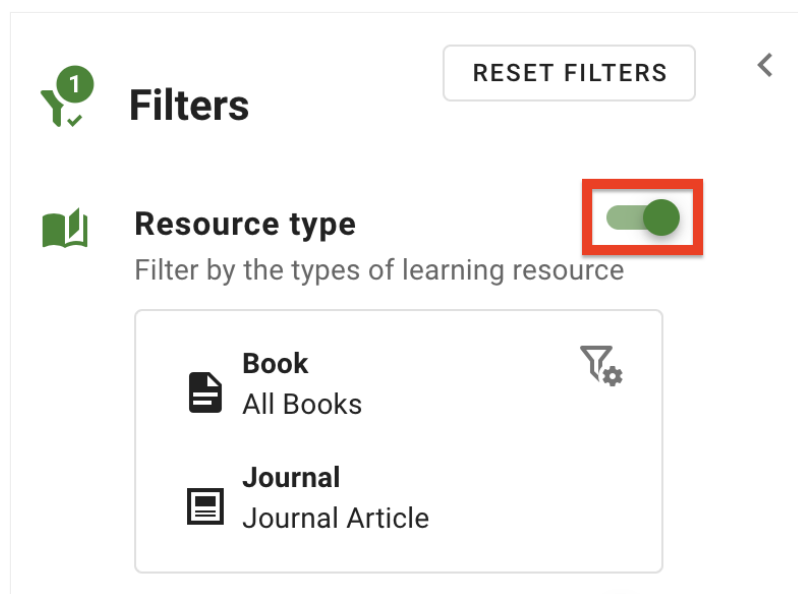 1
Filters
RESET FILTERS
Resource type
Filter by the types of learning resource
Book
All Books
Journal
Journal Article